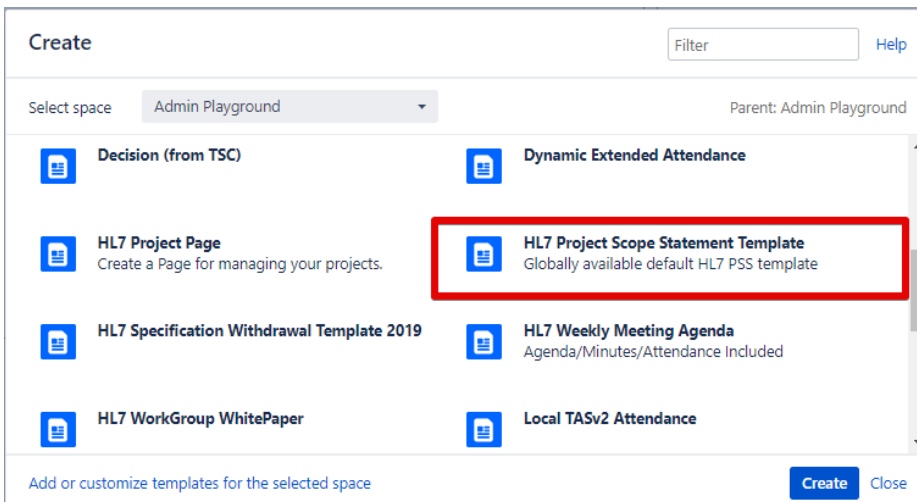 Create
Filter
Help
Select space
Admin Playground
Parent: Admin Playground
Decision (from TSC)
Dynamic Extended Attendance
HL7 Project Page
Create a Page for managing your projects.
HL7 Project Scope Statement Template
Globally available default HL7 PSS template
HL7 Specification Withdrawal Template 2019
HL7 Weekly Meeting Agenda
Agenda/Minutes/Attendance Included
HL7 WorkGroup WhitePaper
Local TASv2 Attendance
Add or customize templates for the selected space
Create
Close